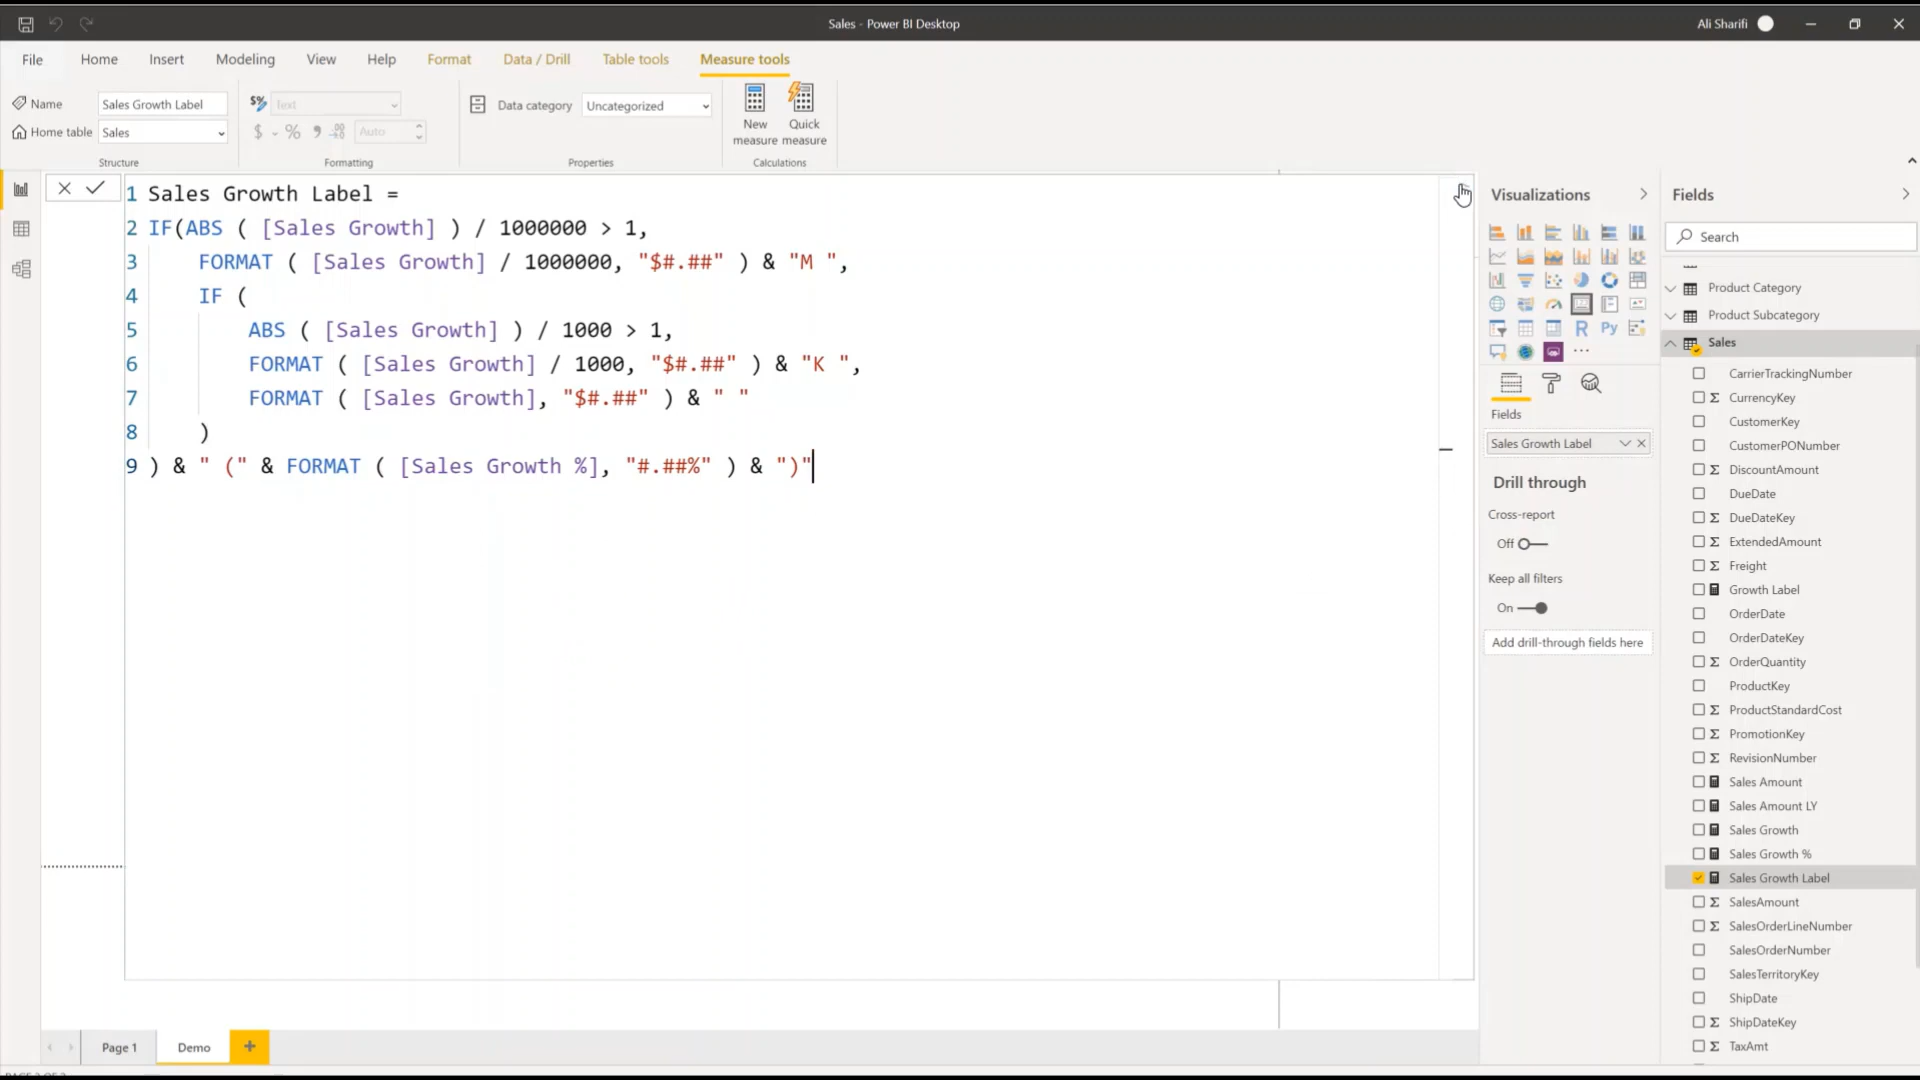 Sales - Power BI Desktop
Ali Sharifi
File Home Insert Modeling View Help Format Data / Drill Table tools Measure tools
Name Sales Growth Label
Home table Sales
Structure
Text
$ % 9 Auto
Formatting
Data category Uncategorized
Properties
New measure
Quick measure
Calculations
1 Sales Growth Label =
2 IF(ABS ( [Sales Growth] ) / 1000000 > 1,
3 FORMAT ( [Sales Growth] / 1000000, "$#.##" ) & "M ",
4 IF (
5 ABS ( [Sales Growth] ) / 1000 > 1,
6 FORMAT ( [Sales Growth] / 1000, "$#.##" ) & "K ",
7 FORMAT ( [Sales Growth], "$#.##" ) & " "
8 )
9 ) & " (" & FORMAT ( [Sales Growth %], "#.##%" ) & ")"
Visualizations
R Py
Fields
Sales Growth Label
Drill through
Cross-report
Off
Keep all filters
On
Add drill-through fields here
Fields
Search
Product Category
Product Subcategory
Sales
CarrierTrackingNumber
Σ CurrencyKey
CustomerKey
CustomerPONumber
Σ DiscountAmount
DueDate
Σ DueDateKey
Σ ExtendedAmount
Σ Freight
Growth Label
OrderDate
OrderDateKey
Σ OrderQuantity
ProductKey
Σ ProductStandardCost
Σ PromotionKey
Σ RevisionNumber
Sales Amount
Sales Amount LY
Sales Growth
Sales Growth %
Sales Growth Label
Σ SalesAmount
Σ SalesOrderLineNumber
SalesOrderNumber
SalesTerritoryKey
ShipDate
Σ ShipDateKey
Σ TaxAmt
Page 1 Demo +